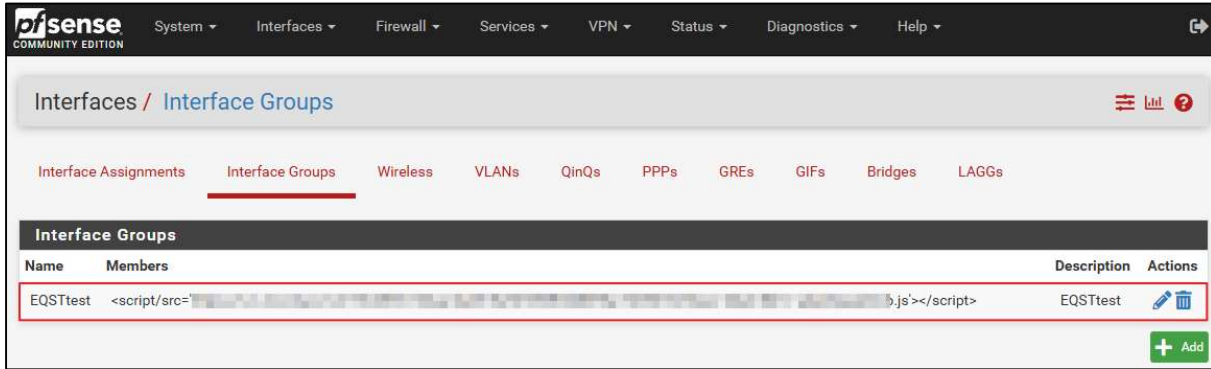 pfsense System Interfaces Firewall Services VPN Status Diagnostics Help
COMMUNITY EDITION
Interfaces / Interface Groups
Interface Assignments Interface Groups Wireless VLANs QinQs PPPs GREs GIFs Bridges LAGGs
Interface Groups
Name Members Description Actions
EQSTtest <script/src=' .js'></script> EQSTtest
Add